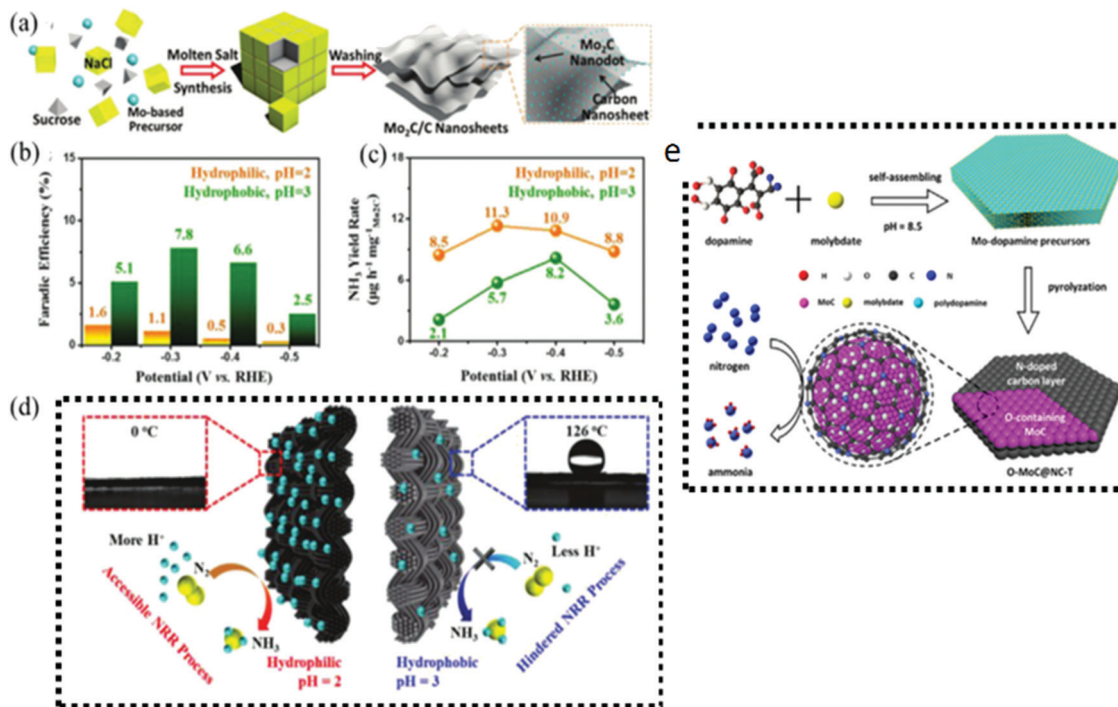 (a)
NaCl
Sucrose
Mo-based
Precursor
Molten Salt
Synthesis
Washing
Mo₂C/C Nanosheets
Mo₂C
Nanodot
Carbon
Nanosheet
(b)
Faradic Efficiency (%)
15
10
5
0
Hydrophilic, pH=2
Hydrophobic, pH=3
1.6
5.1
1.1
7.8
0.5
6.6
0.3
2.5
-0.2
-0.3
-0.4
-0.5
Potential (V vs. RHE)
(c)
NH₃ Yield Rate
(µg h⁻¹ mg⁻¹Mo2C)
18
12
6
0
Hydrophilic, pH=2
Hydrophobic, pH=3
8.5
11.3
10.9
8.8
2.1
5.7
8.2
3.6
-0.2
-0.3
-0.4
-0.5
Potential (V vs. RHE)
(d)
0 °C
126 °C
More H⁺
N₂
NH₃
Accessible NRR Process
Hydrophilic
pH = 2
Less H⁺
N₂
NH₃
Hindered NRR Process
Hydrophobic
pH = 3
e
dopamine
molybdate
self-assembling
pH = 8.5
Mo-dopamine precursors
H
O
C
N
MoC
molybdate
polydopamine
pyrolyzation
nitrogen
ammonia
N-doped
carbon layer
O-containing
MoC
O-MoC@NC-T